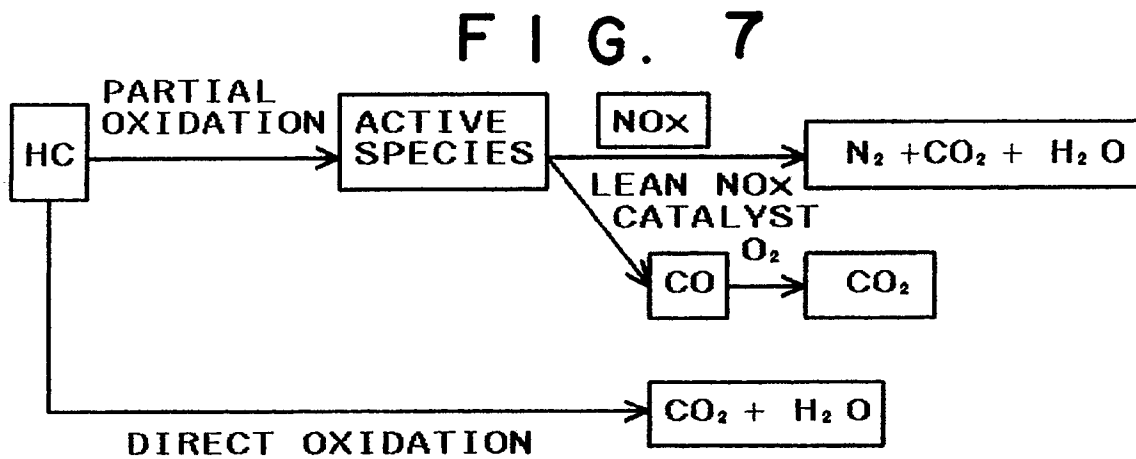 FIG. 7
PARTIAL
OXIDATION
HC
ACTIVE
SPECIES
NOx
N₂ +CO₂ + H₂O
LEAN NOx
CATALYST
O₂
CO
CO₂
CO₂ + H₂O
DIRECT OXIDATION